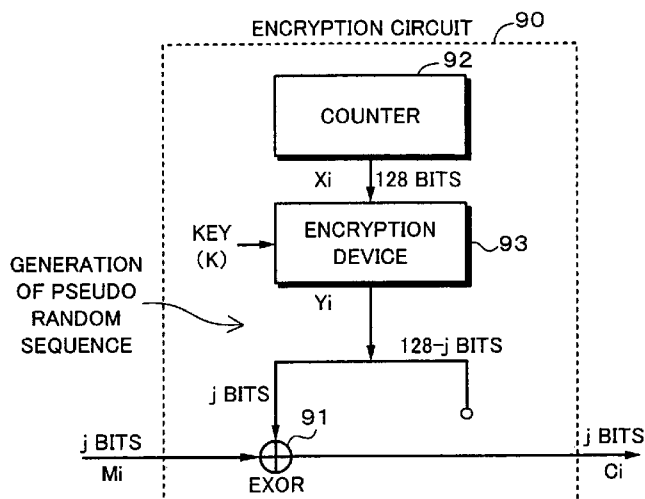 ENCRYPTION CIRCUIT
90
92
COUNTER
Xi
128 BITS
KEY
(K)
ENCRYPTION
DEVICE
93
GENERATION
OF PSEUDO
RANDOM
SEQUENCE
Yi
128-j BITS
j BITS
91
j BITS
Mi
EXOR
j BITS
Ci